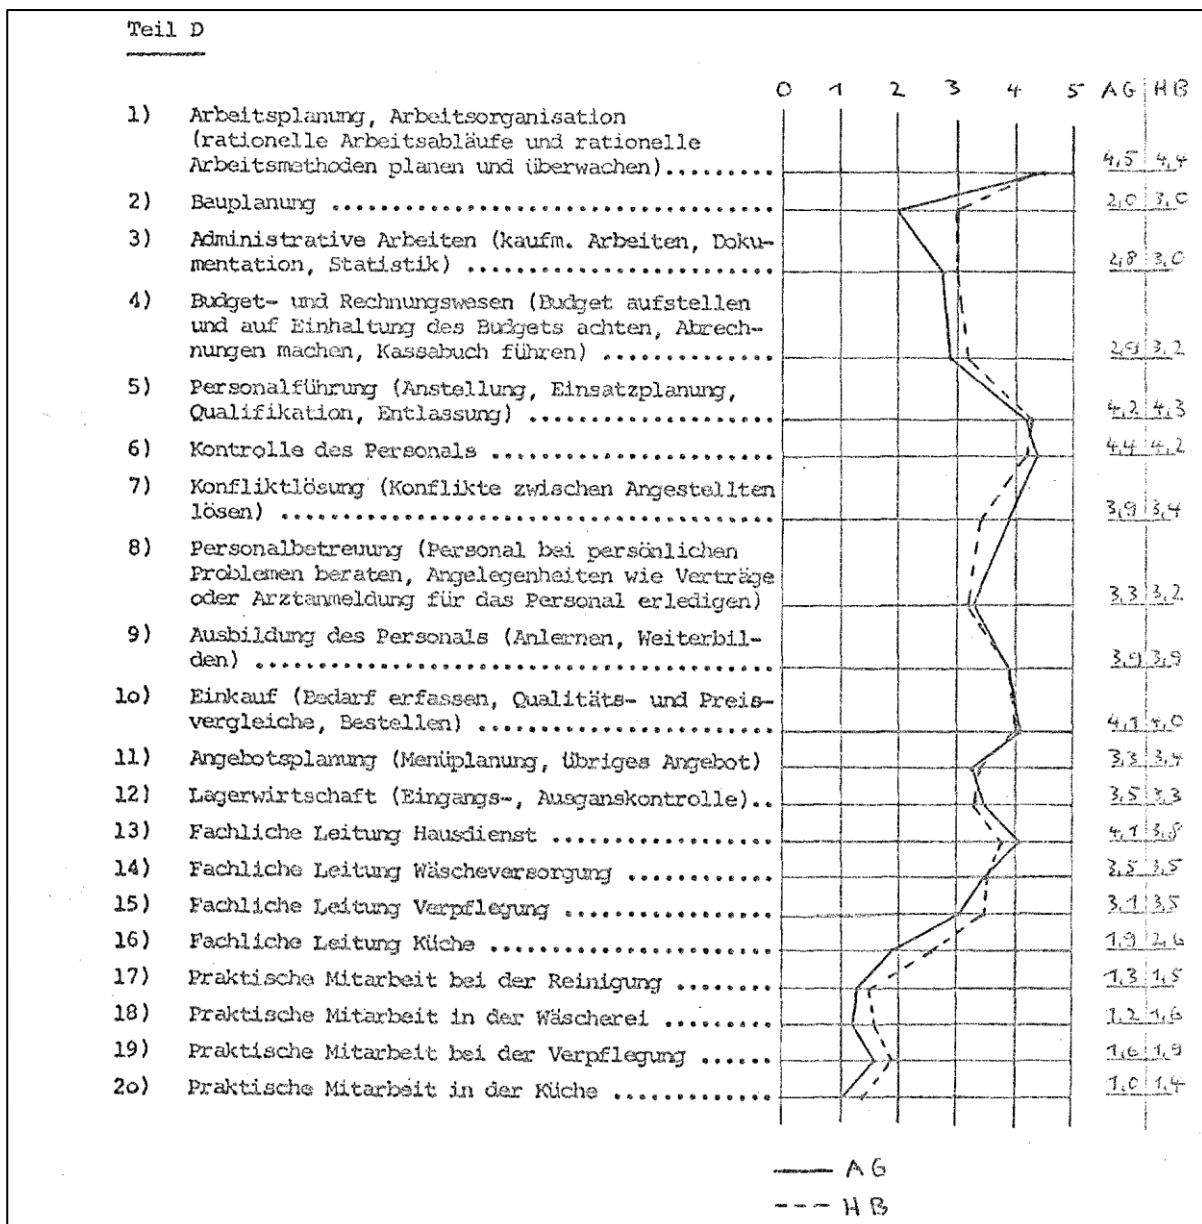 Teil D
0 1 2 3 4 5 AG HB
1) Arbeitsplanung, Arbeitsorganisation
(rationelle Arbeitsabläufe und rationelle
Arbeitsmethoden planen und überwachen)......... 4,5 4,4
2) Bauplanung ...................................... 2,0 3,0
3) Administrative Arbeiten (kaufm. Arbeiten, Doku-
mentation, Statistik) .......................... 2,8 3,0
4) Budget- und Rechnungswesen (Budget aufstellen
und auf Einhaltung des Budgets achten, Abrech-
nungen machen, Kassabuch führen) .............. 2,9 3,2
5) Personalführung (Anstellung, Einsatzplanung,
Qualifikation, Entlassung) ..................... 4,2 4,3
6) Kontrolle des Personals ........................ 4,4 4,2
7) Konfliktlösung (Konflikte zwischen Angestellten
lösen) .......................................... 3,9 3,4
8) Personalbetreuung (Personal bei persönlichen
Problemen beraten, Angelegenheiten wie Verträge
oder Arztanmeldung für das Personal erledigen) 3,3 3,2
9) Ausbildung des Personals (Anlernen, Weiterbil-
den) ............................................ 3,9 3,9
1o) Einkauf (Bedarf erfassen, Qualitäts- und Preis-
vergleiche, Bestellen) ......................... 4,1 4,0
11) Angebotsplanung (Menüplanung, übriges Angebot) 3,3 3,4
12) Lagerwirtschaft (Eingangs-, Ausganskontrolle).. 3,5 3,3
13) Fachliche Leitung Hausdienst ................... 4,1 3,8
14) Fachliche Leitung Wäscheversorgung ............ 3,5 3,5
15) Fachliche Leitung Verpflegung .................. 3,1 3,5
16) Fachliche Leitung Küche ........................ 1,9 2,6
17) Praktische Mitarbeit bei der Reinigung ........ 1,3 1,5
18) Praktische Mitarbeit in der Wäscherei ......... 1,2 1,6
19) Praktische Mitarbeit bei der Verpflegung ...... 1,6 1,9
2o) Praktische Mitarbeit in der Küche ............. 1,0 1,4
AG
HB